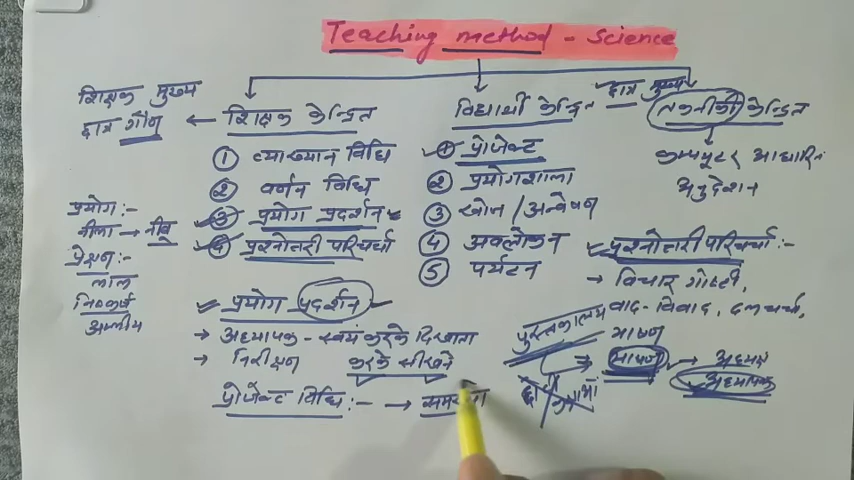 Teaching method - Science
शिक्षक मुख्य
छात्र गौण
शिक्षक केन्द्रित
① व्याख्यान विधि
② वर्णन विधि
③ प्रयोग प्रदर्शन
④ प्रश्नोत्तरी परिचर्चा
विद्यार्थी केन्द्रित
छात्र मुख्य
① प्रोजेक्ट
② प्रयोगशाला
③ खोज / अन्वेषण
④ अवलोकन
⑤ पर्यटन
तकनीकी केन्द्रित
कम्प्यूटर आधारित
अनुदेशन
प्रयोग :-
नीला → नीला
प्रेक्षण :-
लाल
निष्कर्ष
अम्लीय
प्रयोग प्रदर्शन
→ अध्यापक - स्वयं करके दिखाता
→ निरीक्षण करके सीखने
प्रोजेक्ट विधि :- →
प्रश्नोत्तरी परिचर्चा :-
→ विचार गोष्ठी,
वाद - विवाद, दल चर्चा,
भाषण
पुस्तकालय
भाषण → अध्यक्ष
अध्यापक